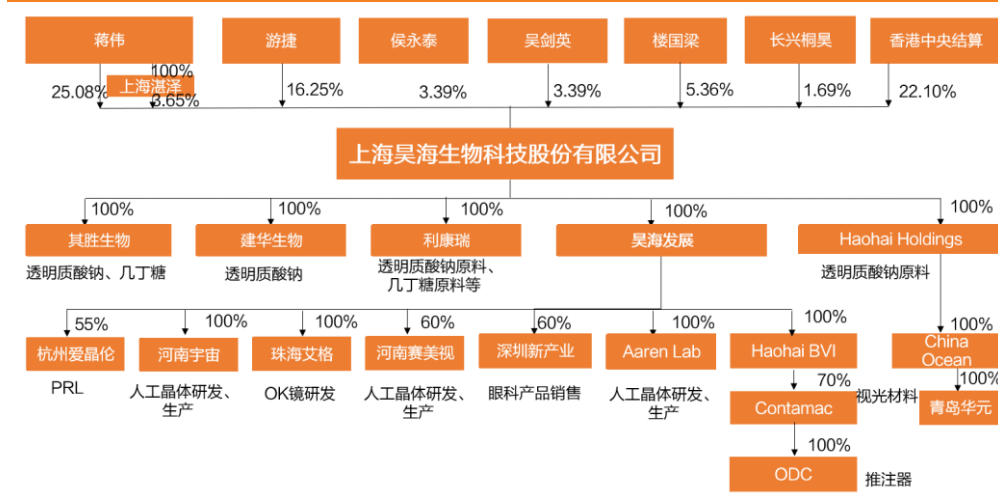 蒋伟
游捷
侯永泰
吴剑英
楼国梁
长兴桐昊
香港中央结算
100%
上海湛泽
25.08%
3.65%
16.25%
3.39%
3.39%
5.36%
1.69%
22.10%
上海昊海生物科技股份有限公司
100%
100%
100%
100%
100%
其胜生物
建华生物
利康瑞
昊海发展
Haohai Holdings
透明质酸钠、几丁糖
透明质酸钠
透明质酸钠原料、
几丁糖原料等
透明质酸钠原料
55%
100%
100%
60%
60%
100%
100%
100%
杭州爱晶伦
河南宇宙
珠海艾格
河南赛美视
深圳新产业
Aaren Lab
Haohai BVI
China
Ocean
PRL
人工晶体研发、
生产
OK镜研发
人工晶体研发、
生产
眼科产品销售
人工晶体研发、
生产
70%
100%
Contamac
视光材料
青岛华元
100%
ODC
推注器